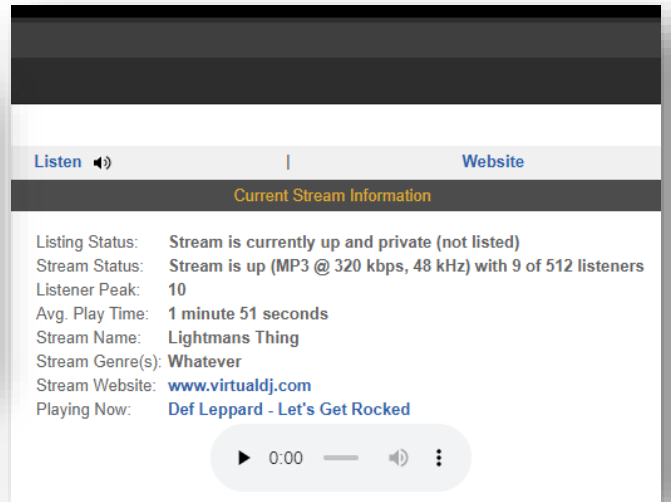 Listen | Website
Current Stream Information
Listing Status: Stream is currently up and private (not listed)
Stream Status: Stream is up (MP3 @ 320 kbps, 48 kHz) with 9 of 512 listeners
Listener Peak: 10
Avg. Play Time: 1 minute 51 seconds
Stream Name: Lightmans Thing
Stream Genre(s): Whatever
Stream Website: www.virtualdj.com
Playing Now: Def Leppard - Let's Get Rocked
0:00